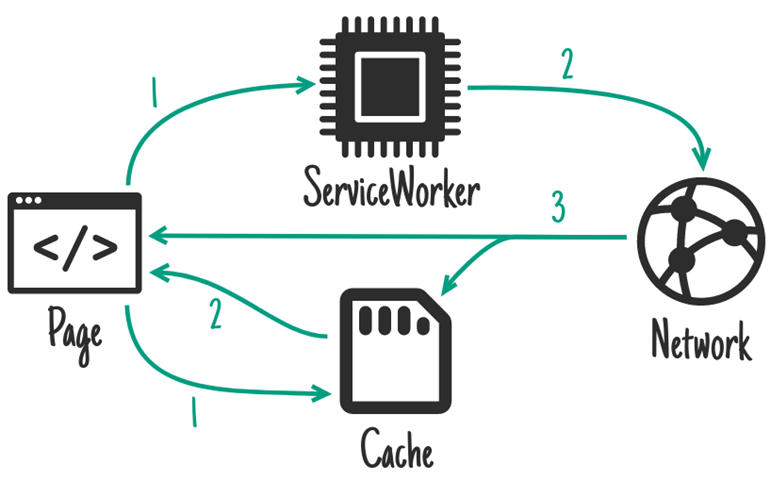 1
2
ServiceWorker
3
</>
Page
2
Network
1
Cache